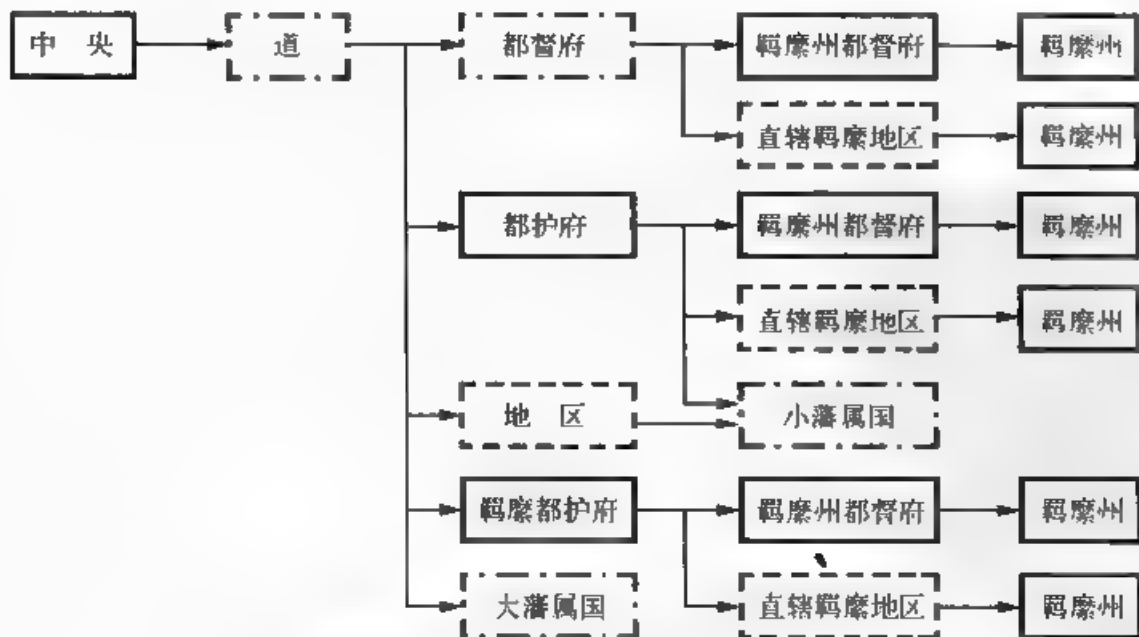 中 央 道 都督府 羁縻州都督府 羁縻州
直辖羁縻地区 羁縻州
都护府 羁縻州都督府 羁縻州
直辖羁縻地区 羁縻州
地 区 小藩属国
羁縻都护府 羁縻州都督府 羁縻州
大藩属国 直辖羁縻地区 羁縻州